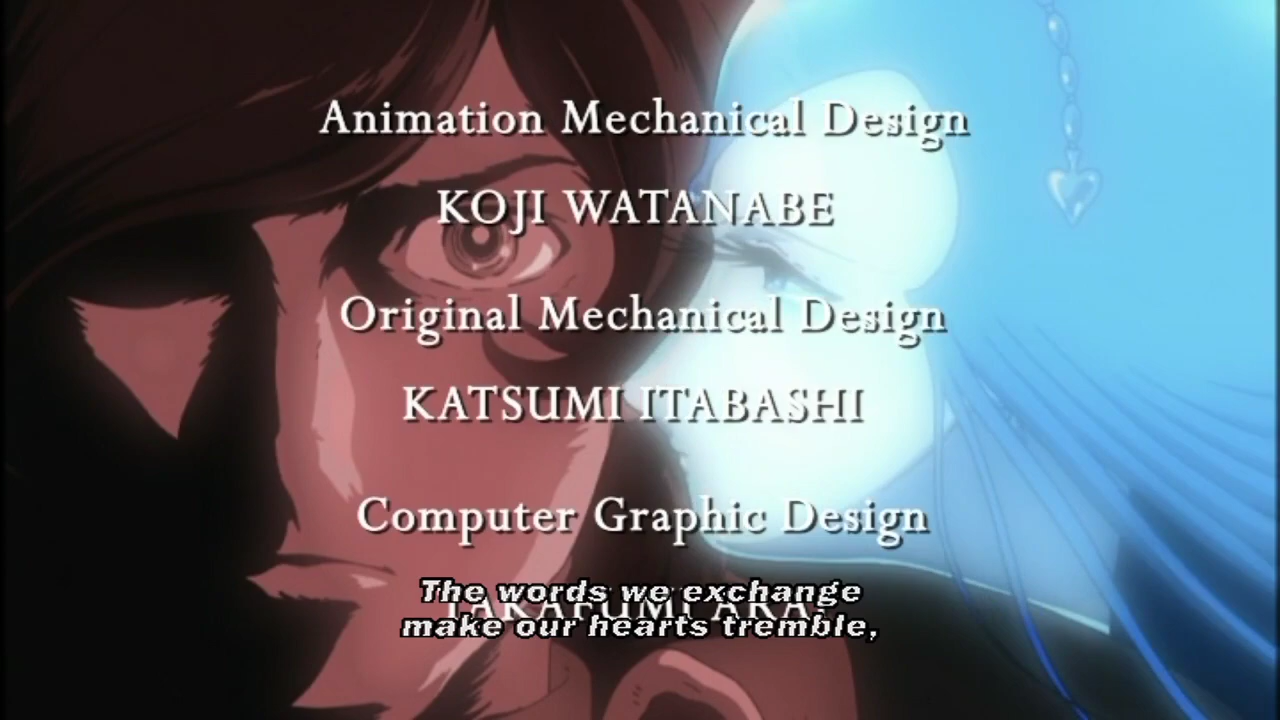 Animation Mechanical Design
KOJI WATANABE
Original Mechanical Design
KATSUMI ITABASHI
Computer Graphic Design
The words we exchange
make our hearts tremble,